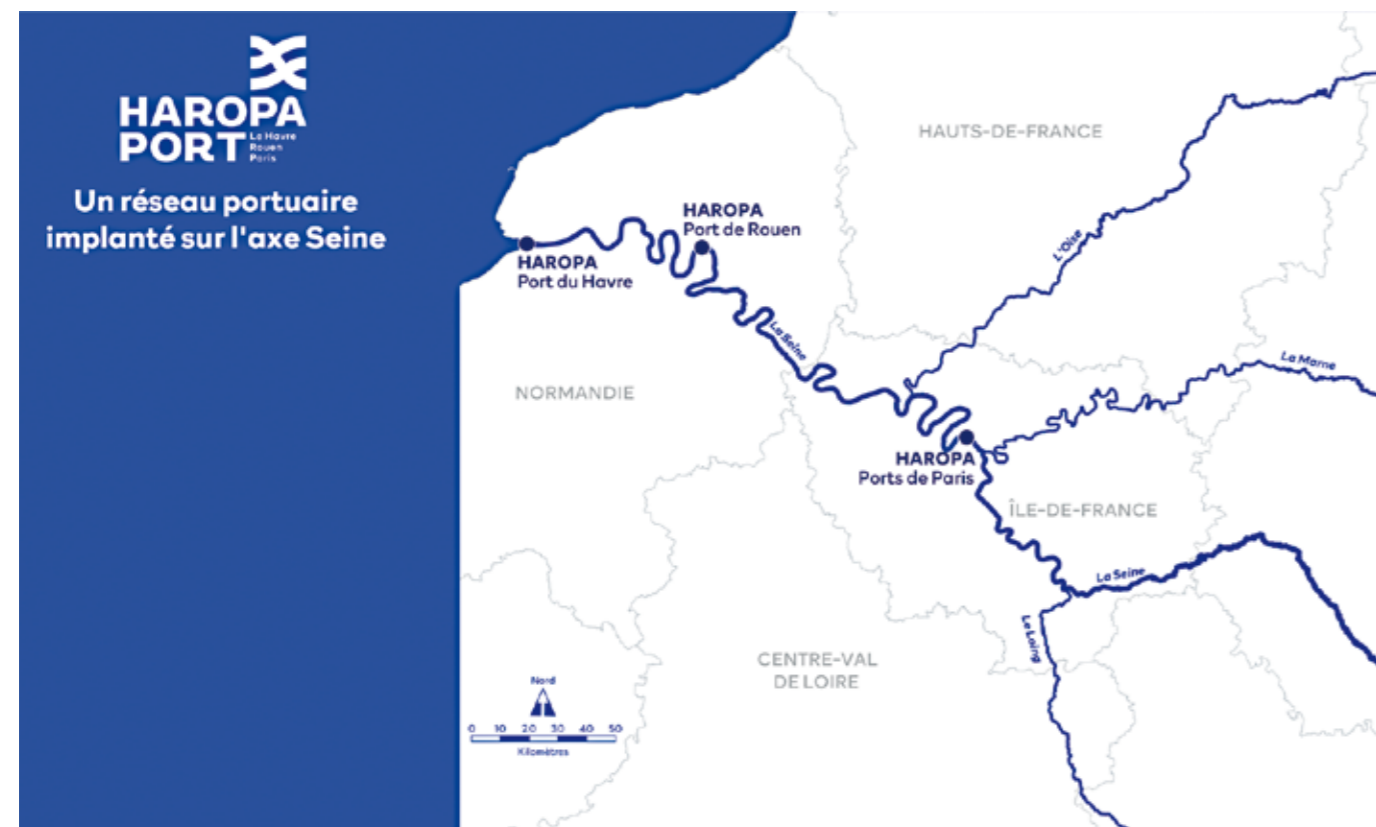 HAROPA
PORT
Le Havre
Rouen
Paris
Un réseau portuaire
implanté sur l'axe Seine
HAUTS-DE-FRANCE
L'Oise
HAROPA
Port de Rouen
HAROPA
Port du Havre
La Seine
La Marne
NORMANDIE
HAROPA
Ports de Paris
ÎLE-DE-FRANCE
La Seine
Le Loing
CENTRE-VAL
DE LOIRE
Nord
0 10 20 30 40 50
Kilomètres